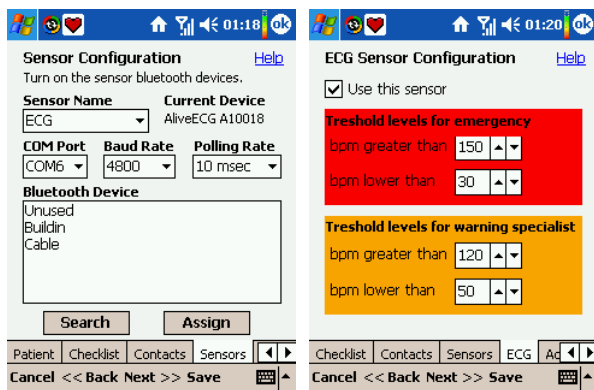 01:18 ok
Sensor Configuration Help
Turn on the sensor bluetooth devices.
Sensor Name Current Device
ECG AliveECG A10018
COM Port Baud Rate Polling Rate
COM6 4800 10 msec
Bluetooth Device
Unused
Buildin
Cable
Search Assign
Patient Checklist Contacts Sensors
Cancel << Back Next >> Save
01:20 ok
ECG Sensor Configuration Help
Use this sensor
Treshold levels for emergency
bpm greater than 150
bpm lower than 30
Treshold levels for warning specialist
bpm greater than 120
bpm lower than 50
Checklist Contacts Sensors ECG Ac
Cancel << Back Next >> Save